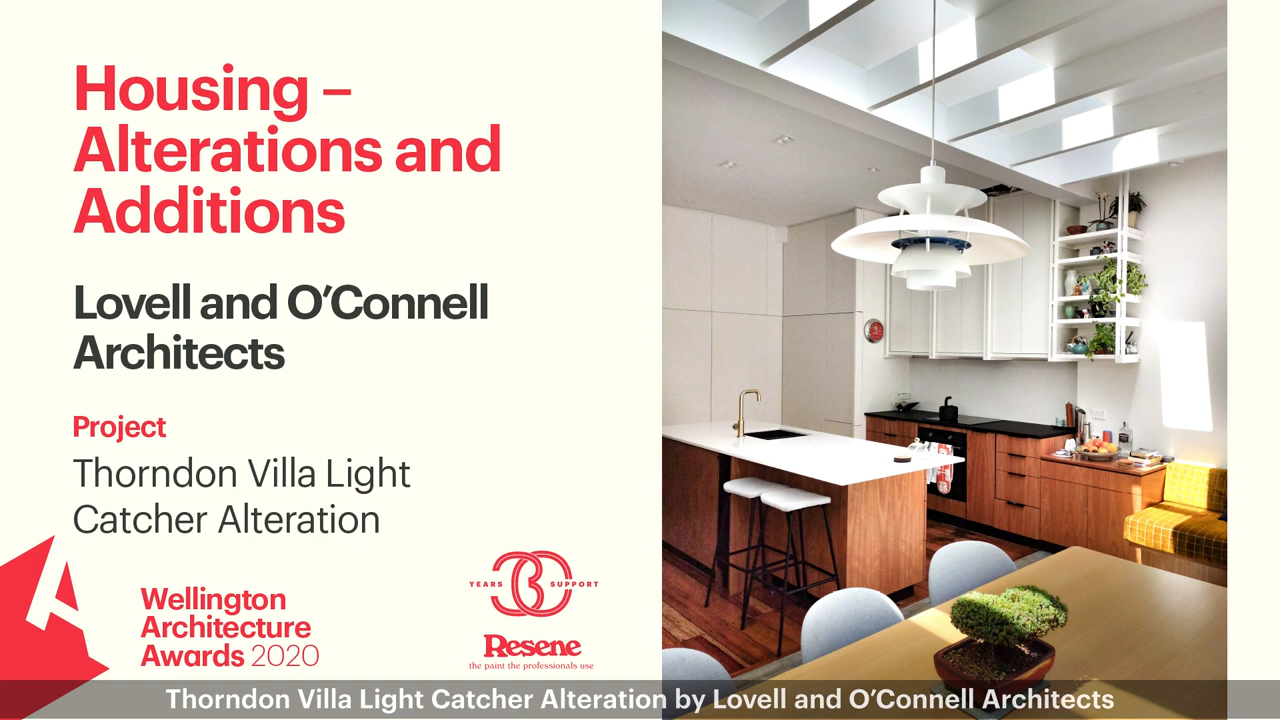 Housing –
Alterations and
Additions
Lovell and O’Connell
Architects
Project
Thorndon Villa Light
Catcher Alteration
Wellington
Architecture
Awards 2020
30
YEARS SUPPORT
Resene
the paint the professionals use
Thorndon Villa Light Catcher Alteration by Lovell and O’Connell Architects